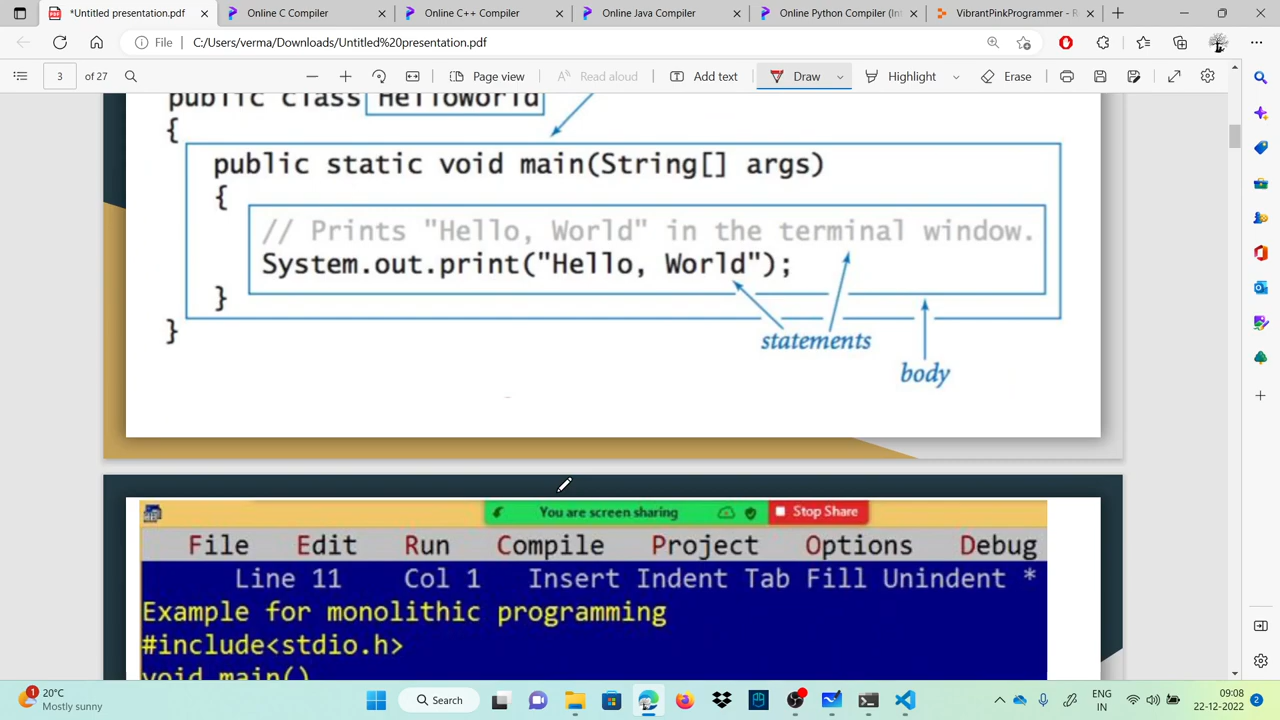 *Untitled presentation.pdf
Online C Compiler
Online C++ Compiler
Online Java Compiler
Online Python Compiler (Int
VibrantPinkProgrammer - R
File
C:/Users/verma/Downloads/Untitled%20presentation.pdf
3 of 27
Page view
Read aloud
Add text
Draw
Highlight
Erase
public class HelloWorld
{
public static void main(String[] args)
{
// Prints "Hello, World" in the terminal window.
System.out.print("Hello, World");
}
}
statements
body
You are screen sharing
Stop Share
File Edit Run Compile Project Options Debug
Line 11 Col 1 Insert Indent Tab Fill Unindent *
Example for monolithic programming
#include<stdio.h>
void main()
1
20°C
Mostly sunny
Search
ENG
IN
09:08
22-12-2022
2